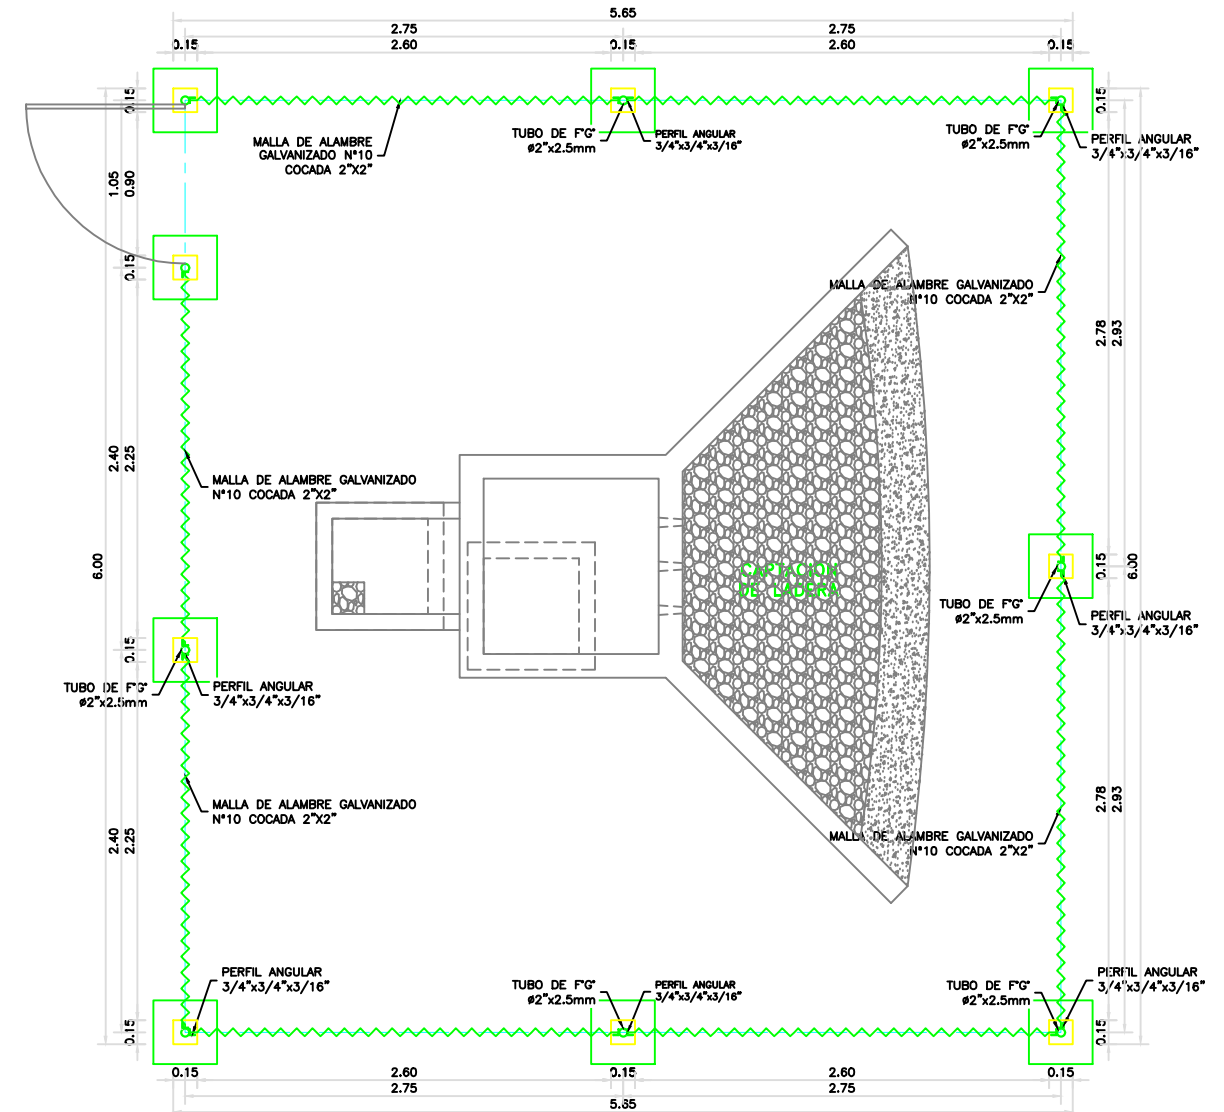 5.65
2.75
2.75
0.15
2.60
0.15
2.60
0.15
0.15
1.05
0.90
0.15
MALLA DE ALAMBRE
GALVANIZADO N°10
COCADA 2"X2"
TUBO DE F°G°
ø2"x2.5mm
PERFIL ANGULAR
3/4"x3/4"x3/16"
TUBO DE F°G°
ø2"x2.5mm
PERFIL ANGULAR
3/4"x3/4"x3/16"
0.15
MALLA DE ALAMBRE GALVANIZADO
N°10 COCADA 2"X2"
2.78
2.93
2.40
2.25
MALLA DE ALAMBRE GALVANIZADO
N°10 COCADA 2"X2"
6.00
CAPTACION
DE LADERA
0.15
6.00
TUBO DE F°G°
ø2"x2.5mm
PERFIL ANGULAR
3/4"x3/4"x3/16"
0.15
TUBO DE F°G°
ø2"x2.5mm
PERFIL ANGULAR
3/4"x3/4"x3/16"
MALLA DE ALAMBRE GALVANIZADO
N°10 COCADA 2"X2"
2.40
2.25
MALLA DE ALAMBRE GALVANIZADO
N°10 COCADA 2"X2"
2.78
2.93
PERFIL ANGULAR
3/4"x3/4"x3/16"
TUBO DE F°G°
ø2"x2.5mm
PERFIL ANGULAR
3/4"x3/4"x3/16"
TUBO DE F°G°
ø2"x2.5mm
PERFIL ANGULAR
3/4"x3/4"x3/16"
0.15
0.15
0.15
2.60
0.15
2.60
0.15
2.75
2.75
5.65